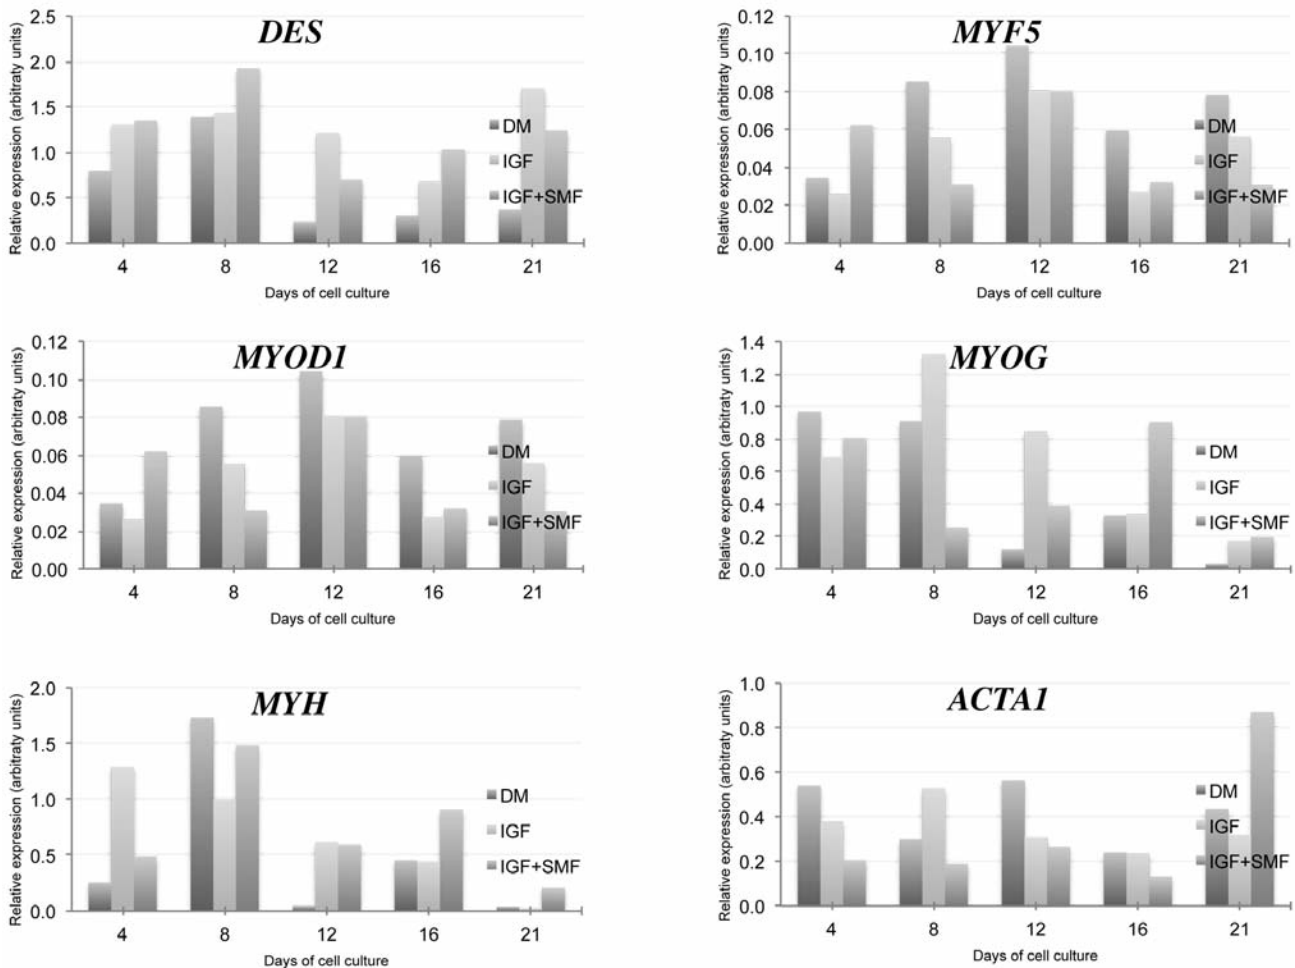 DES
Relative expression (arbitraty units)
2.5
2.0
1.5
1.0
0.5
0.0
4 8 12 16 21
Days of cell culture
DM
IGF
IGF+SMF
MYF5
Relative expression (arbitraty units)
0.12
0.10
0.08
0.06
0.04
0.02
0.00
4 8 12 16 21
Days of cell culture
DM
IGF
IGF+SMF
MYOD1
Relative expression (arbitraty units)
0.12
0.10
0.08
0.06
0.04
0.02
0.00
4 8 12 16 21
Days of cell culture
DM
IGF
IGF+SMF
MYOG
Relative expression (arbitraty units)
1.4
1.2
1.0
0.8
0.6
0.4
0.2
0.0
4 8 12 16 21
Days of cell culture
DM
IGF
IGF+SMF
MYH
Relative expression (arbitraty units)
2.0
1.5
1.0
0.5
0.0
4 8 12 16 21
Days of cell culture
DM
IGF
IGF+SMF
ACTA1
Relative expression (arbitraty units)
1.0
0.8
0.6
0.4
0.2
0.0
4 8 12 16 21
Days of cell culture
DM
IGF
IGF+SMF